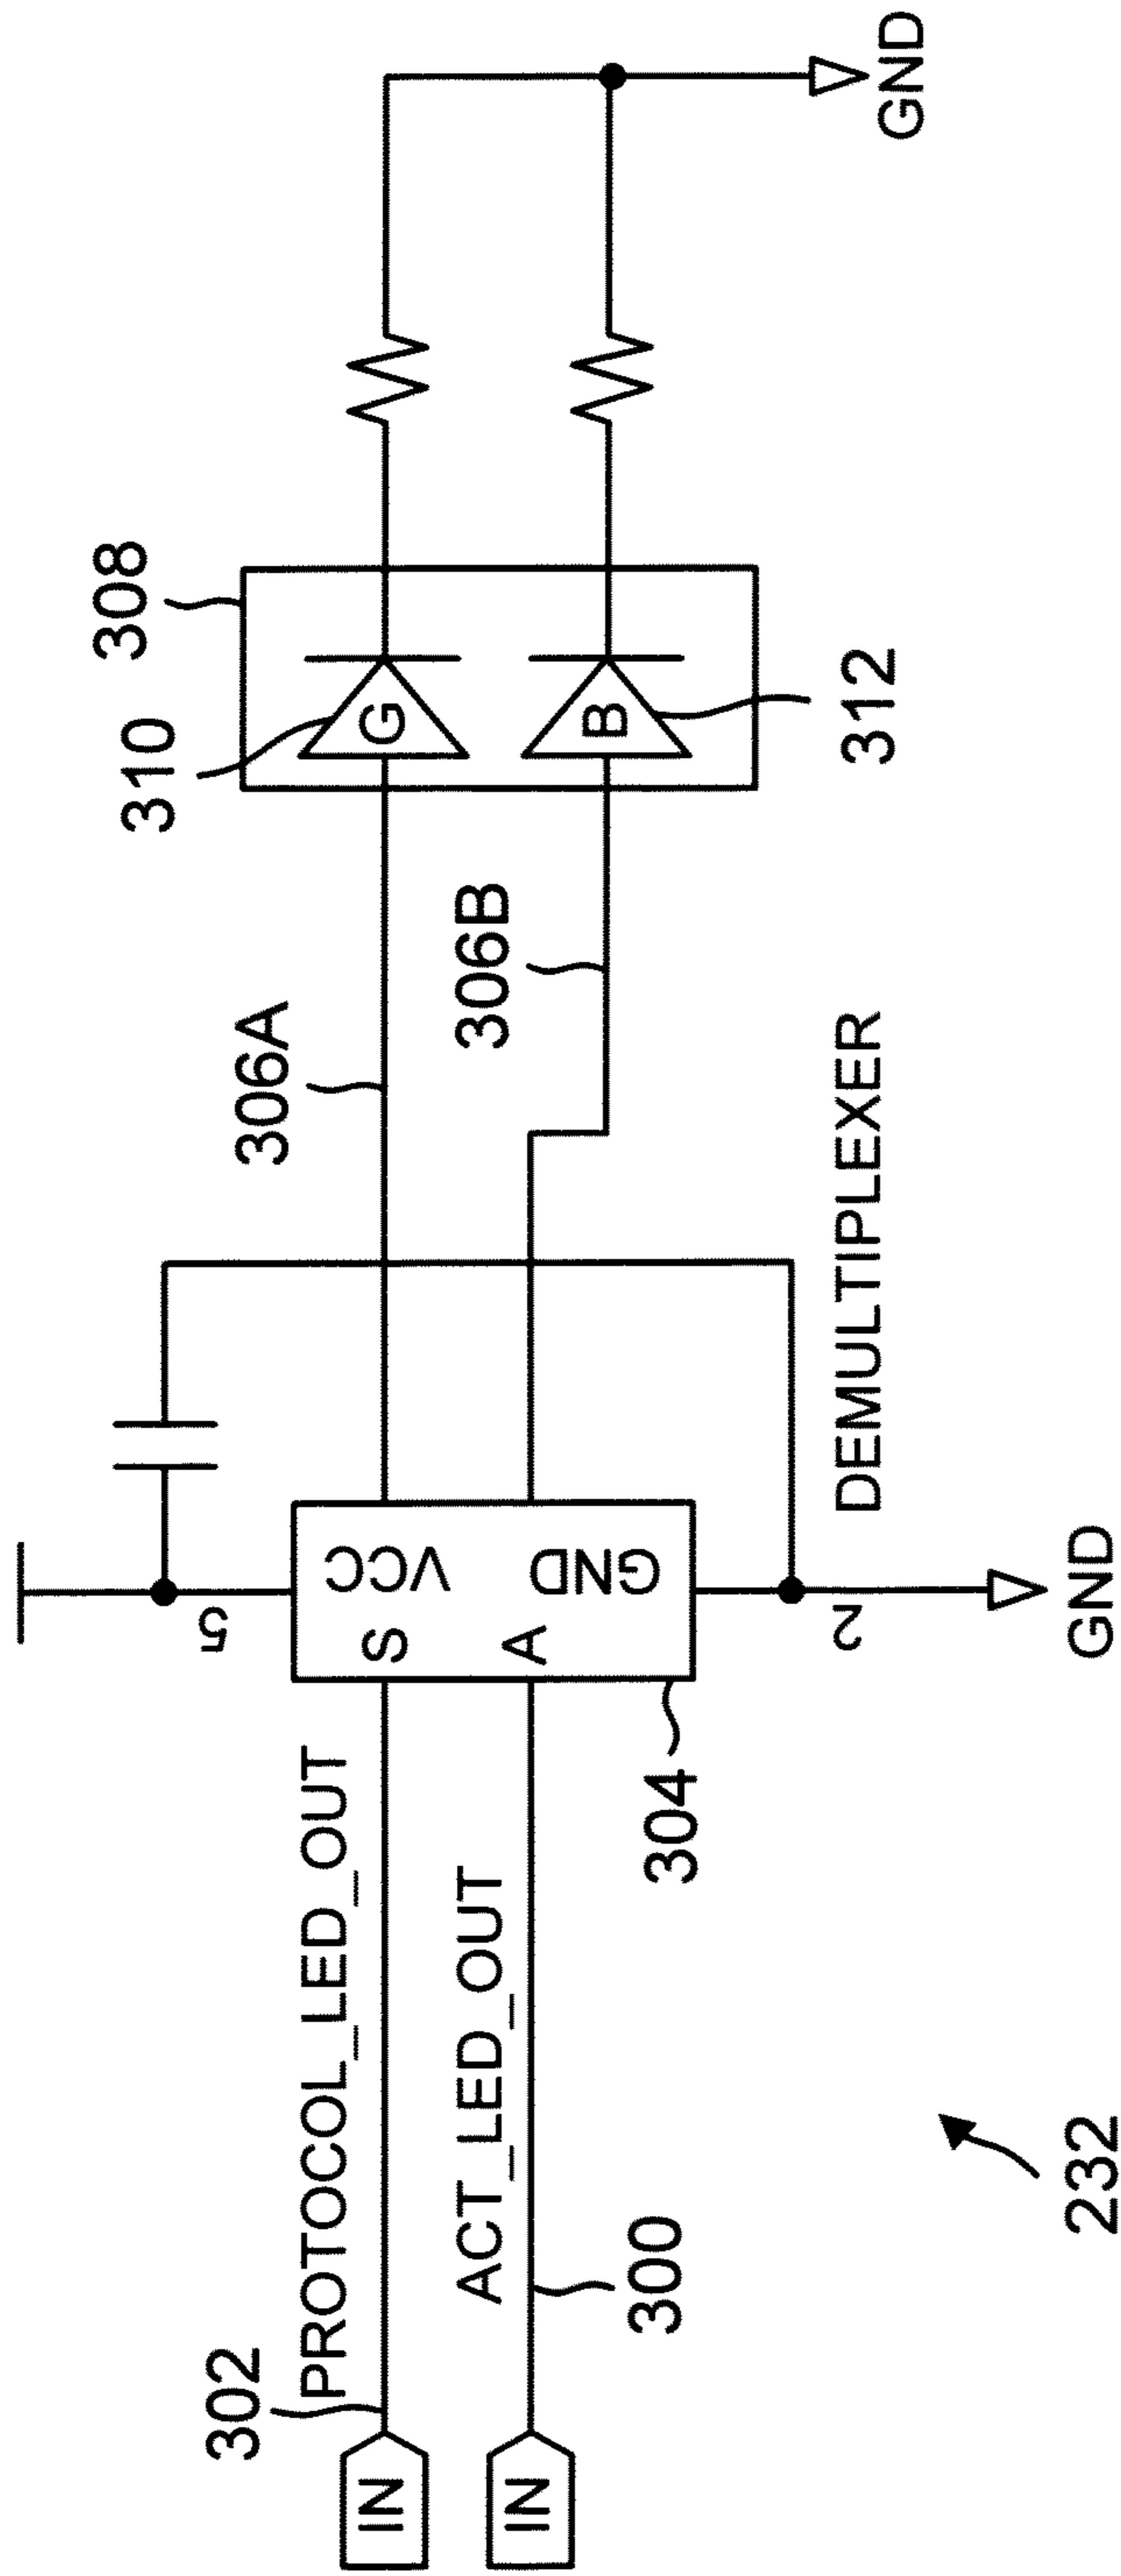 302
PROTOCOL_LED_OUT
IN
ACT_LED_OUT
IN
300
232
5
S
VCC
A
GND
304
2
GND
DEMULTIPLEXER
306A
306B
308
310
G
B
312
GND